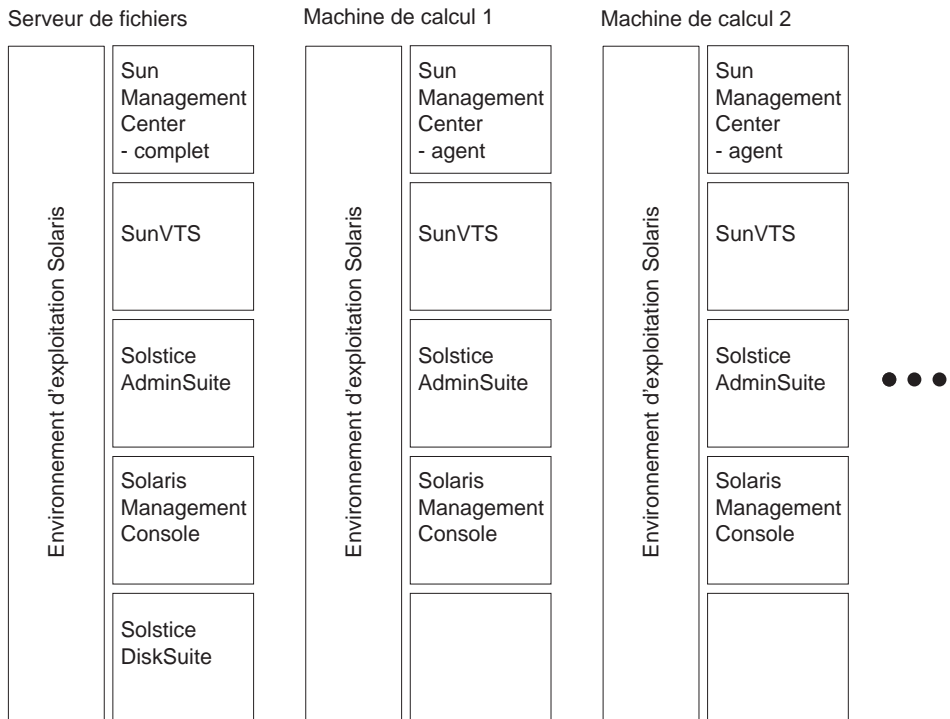 Serveur de fichiers
Environnement d'exploitation Solaris
Sun
Management
Center
- complet
SunVTS
Solstice
AdminSuite
Solaris
Management
Console
Solstice
DiskSuite
Machine de calcul 1
Environnement d'exploitation Solaris
Sun
Management
Center
- agent
SunVTS
Solstice
AdminSuite
Solaris
Management
Console
Machine de calcul 2
Environnement d'exploitation Solaris
Sun
Management
Center
- agent
SunVTS
Solstice
AdminSuite
Solaris
Management
Console